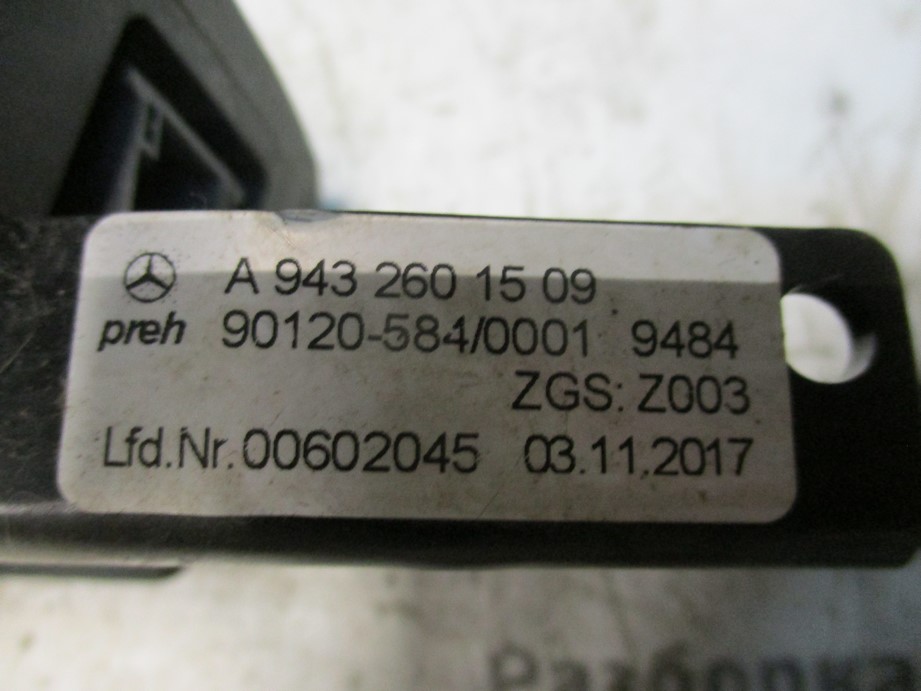 A 943 260 15 09
preh 90120-584/0001 9484
ZGS: Z003
Lfd.Nr.00602045 03.11.2017
Разборка